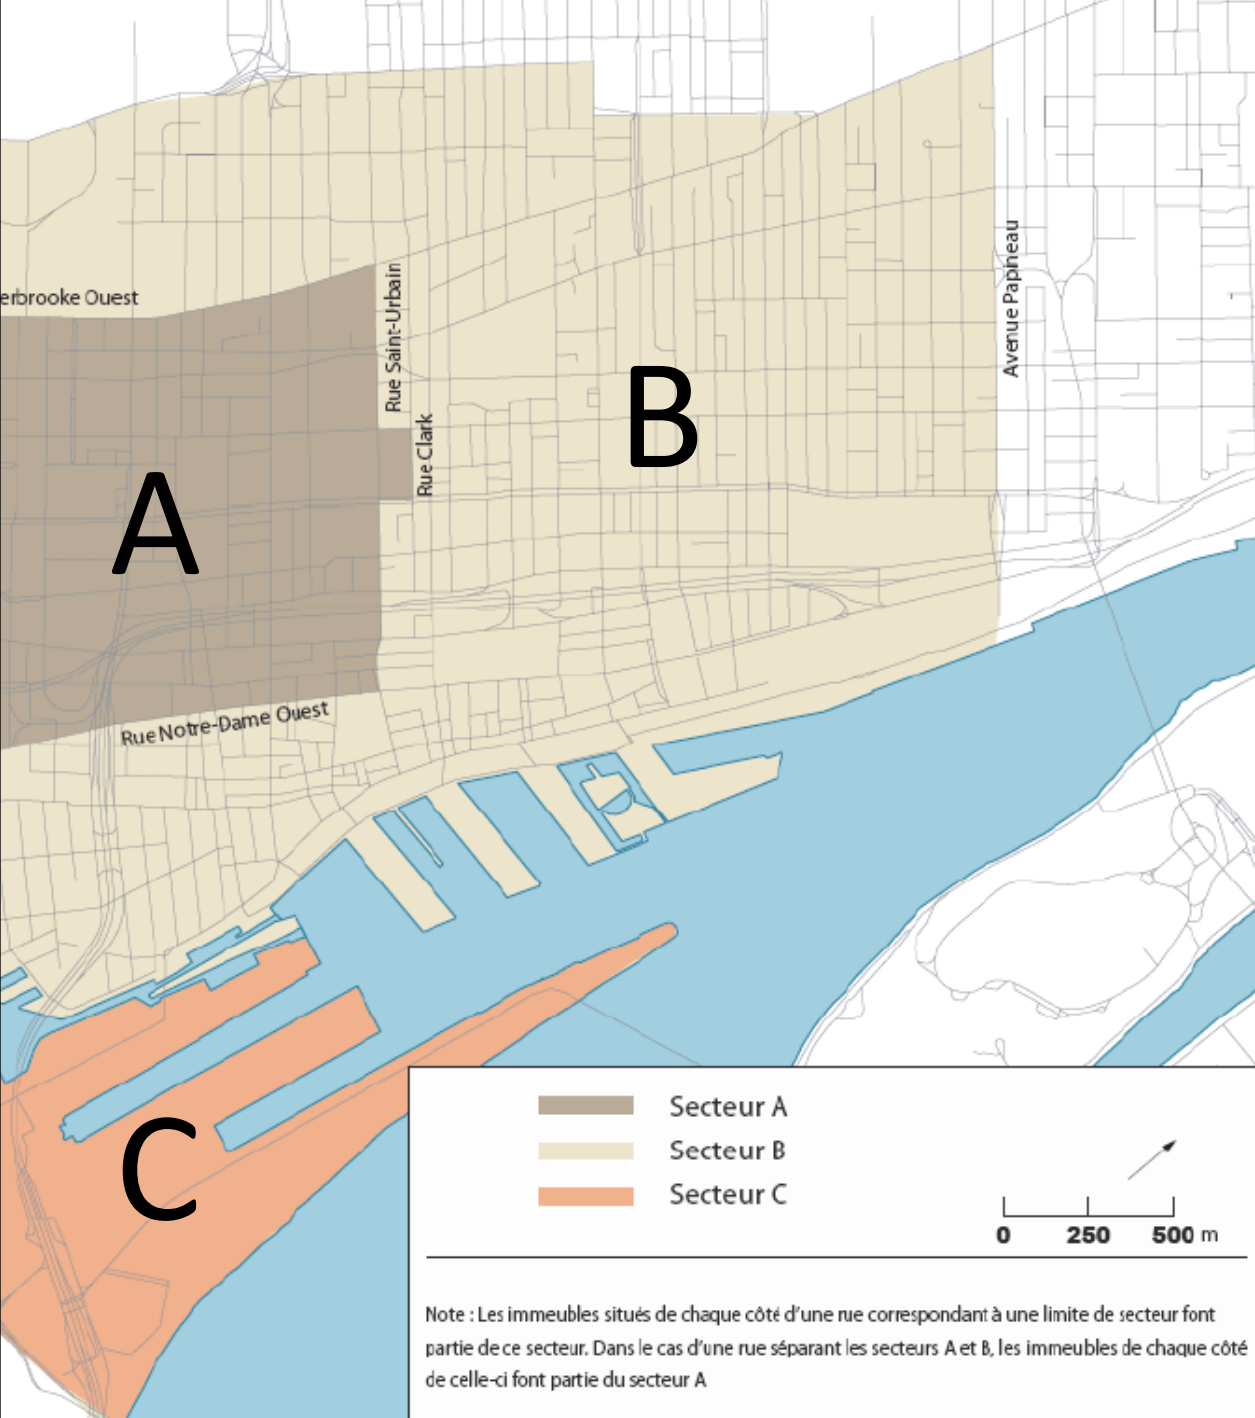 erbrooke Ouest
Rue Saint-Urbain
Avenue Papineau
Rue Clark
B
A
Rue Notre-Dame Ouest
C
Secteur A
Secteur B
Secteur C
0 250 500 m
Note : Les immeubles situés de chaque côté d'une rue correspondant à une limite de secteur font
partie de ce secteur. Dans le cas d'une rue séparant les secteurs A et B, les immeubles de chaque côté
de celle-ci font partie du secteur A